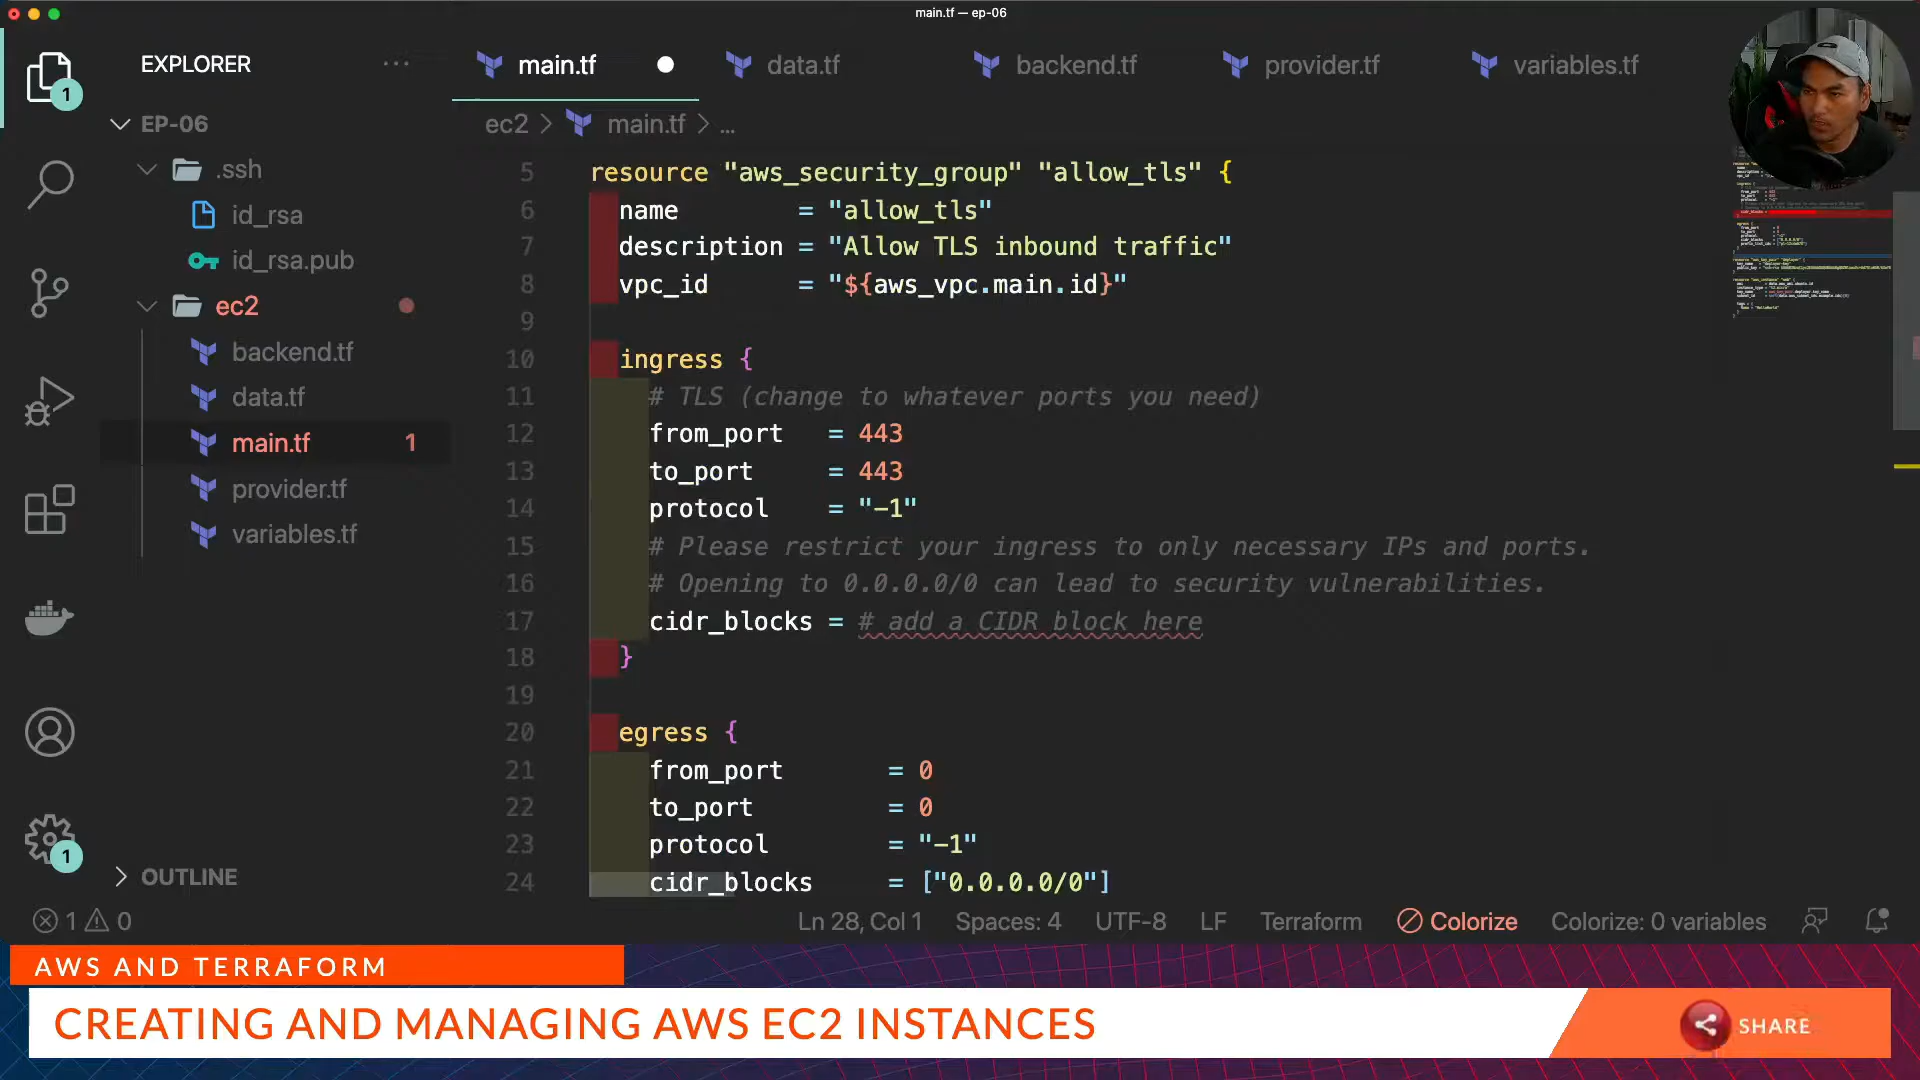 main.tf — ep-06
EXPLORER
...
main.tf
data.tf
backend.tf
provider.tf
variables.tf
1
EP-06
ec2 > main.tf > ...
.ssh
id_rsa
id_rsa.pub
ec2
backend.tf
data.tf
main.tf 1
provider.tf
variables.tf
5 resource "aws_security_group" "allow_tls" {
6 name = "allow_tls"
7 description = "Allow TLS inbound traffic"
8 vpc_id = "${aws_vpc.main.id}"
9
10 ingress {
11 # TLS (change to whatever ports you need)
12 from_port = 443
13 to_port = 443
14 protocol = "-1"
15 # Please restrict your ingress to only necessary IPs and ports.
16 # Opening to 0.0.0.0/0 can lead to security vulnerabilities.
17 cidr_blocks = # add a CIDR block here
18 }
19
20 egress {
21 from_port = 0
22 to_port = 0
23 protocol = "-1"
24 cidr_blocks = ["0.0.0.0/0"]
1
OUTLINE
1 0
Ln 28, Col 1 Spaces: 4 UTF-8 LF Terraform Colorize Colorize: 0 variables
AWS AND TERRAFORM
CREATING AND MANAGING AWS EC2 INSTANCES
SHARE